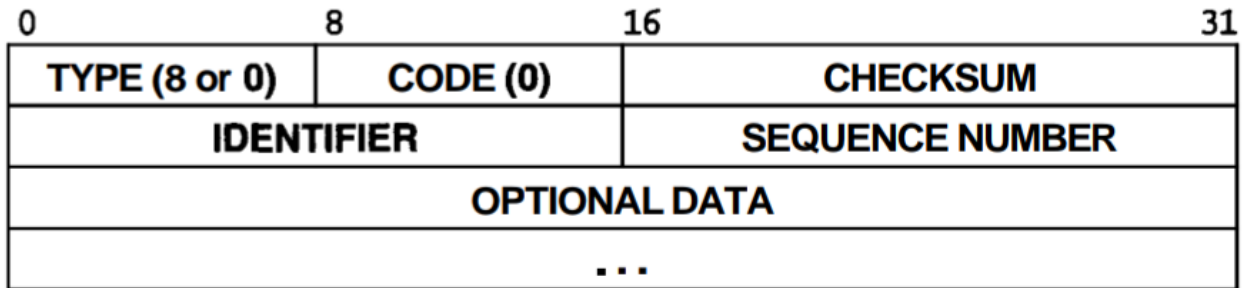 0 8 16 31
TYPE (8 or 0) CODE (0) CHECKSUM
IDENTIFIER SEQUENCE NUMBER
OPTIONAL DATA
...